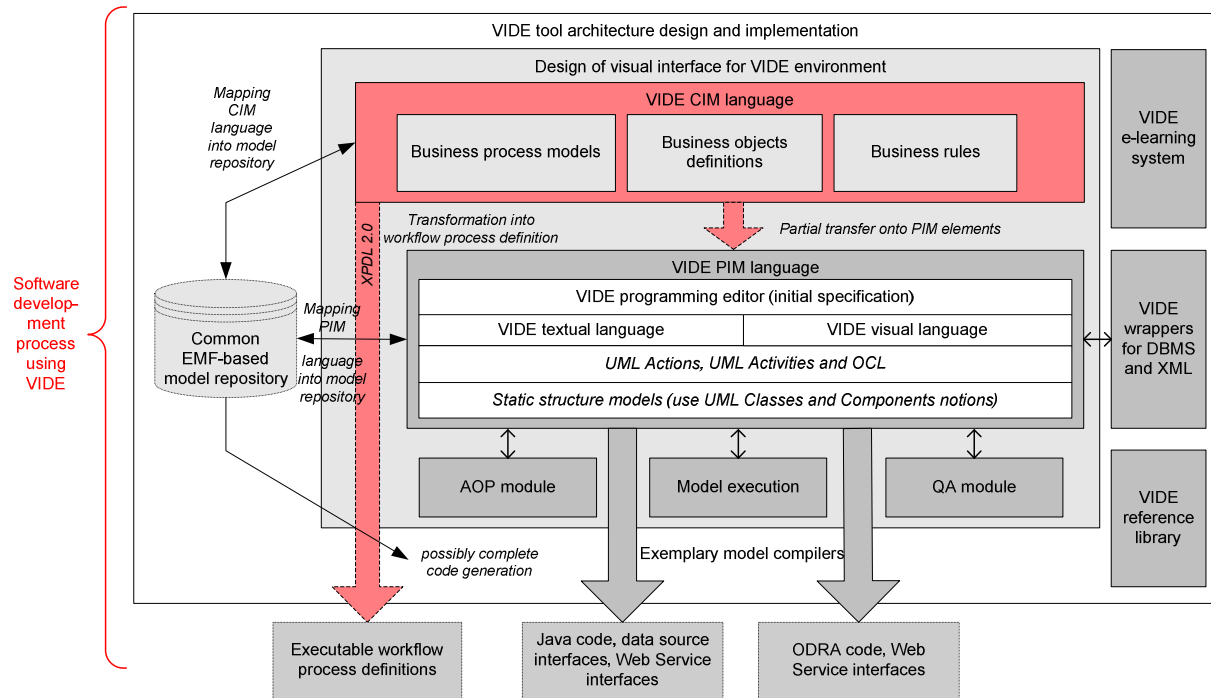 VIDE tool architecture design and implementation
Design of visual interface for VIDE environment
VIDE CIM language
Business process models
Business objects
definitions
Business rules
VIDE
e-learning
system
Mapping
CIM
language
into model
repository
Transformation into
workflow process definition
XPDL 2.0
Partial transfer onto PIM elements
Software
develop-
ment
process
using
VIDE
Common
EMF-based
model repository
Mapping
PIM
language
into model
repository
VIDE PIM language
VIDE programming editor (initial specification)
VIDE textual language
VIDE visual language
UML Actions, UML Activities and OCL
Static structure models (use UML Classes and Components notions)
VIDE
wrappers
for DBMS
and XML
AOP module
Model execution
QA module
VIDE
reference
library
possibly complete
code generation
Exemplary model compilers
Executable workflow
process definitions
Java code, data source
interfaces, Web Service
interfaces
ODRA code, Web
Service interfaces